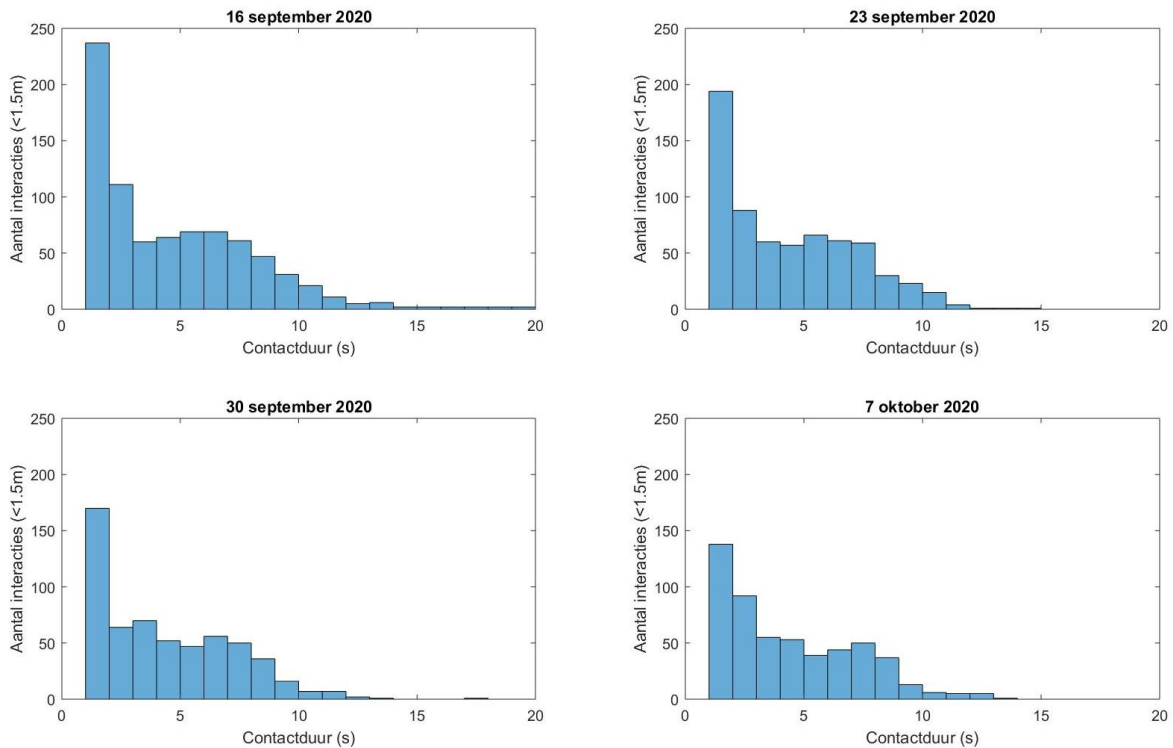 16 september 2020
Aantal interacties (<1.5m)
250
200
150
100
50
0
0 5 10 15 20
Contactduur (s)
23 september 2020
Aantal interacties (<1.5m)
250
200
150
100
50
0
0 5 10 15 20
Contactduur (s)
30 september 2020
Aantal interacties (<1.5m)
250
200
150
100
50
0
0 5 10 15 20
Contactduur (s)
7 oktober 2020
Aantal interacties (<1.5m)
250
200
150
100
50
0
0 5 10 15 20
Contactduur (s)